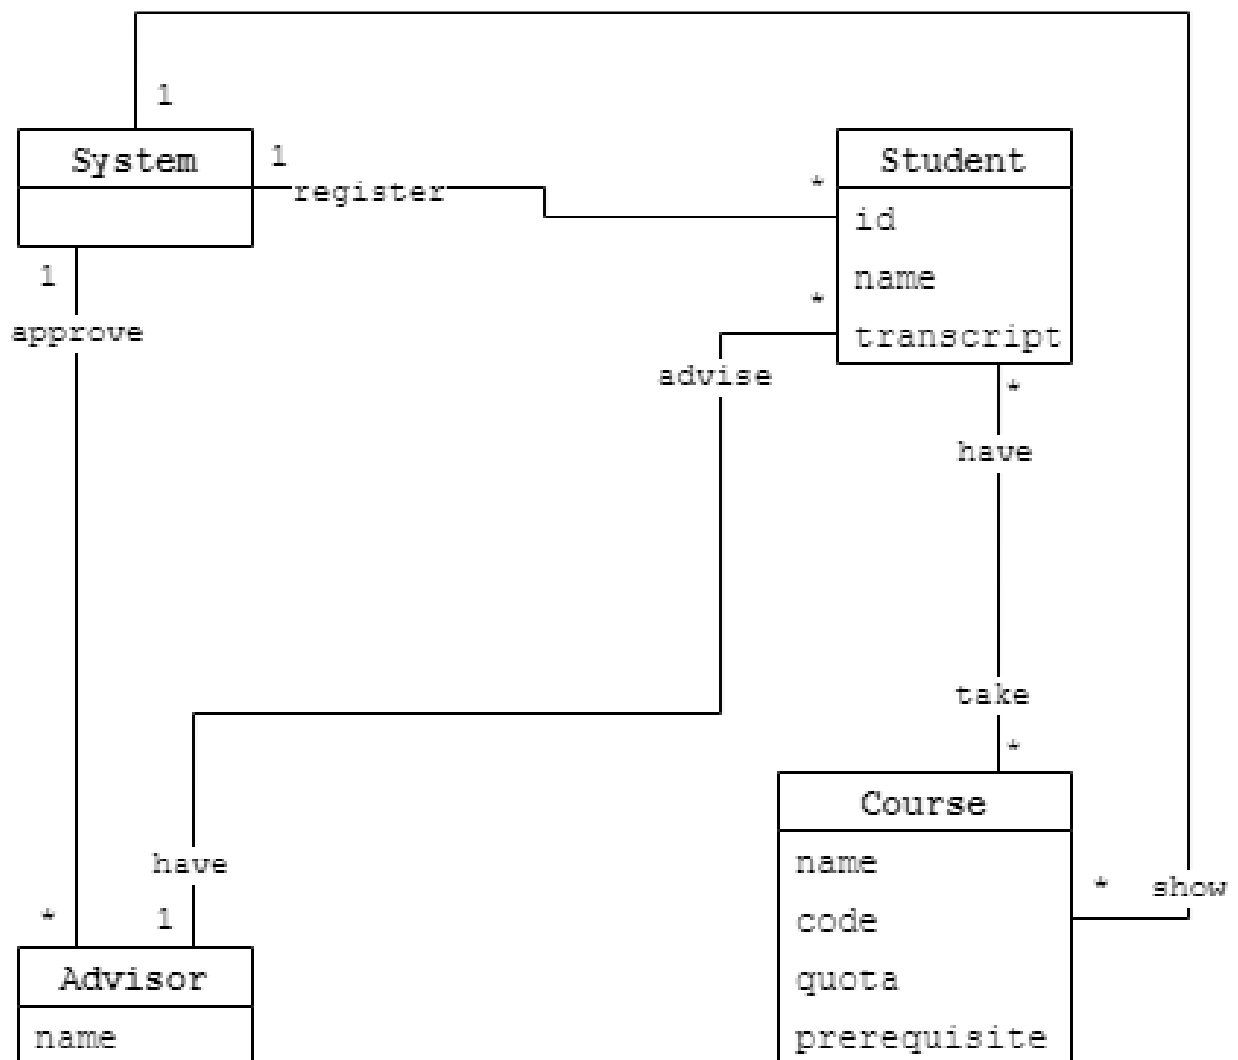 1
System
1
register
*
Student
id
name
transcript
1
approve
*
advise
*
have
take
*
Course
name
code
quota
prerequisite
*
show
have
*
1
Advisor
name